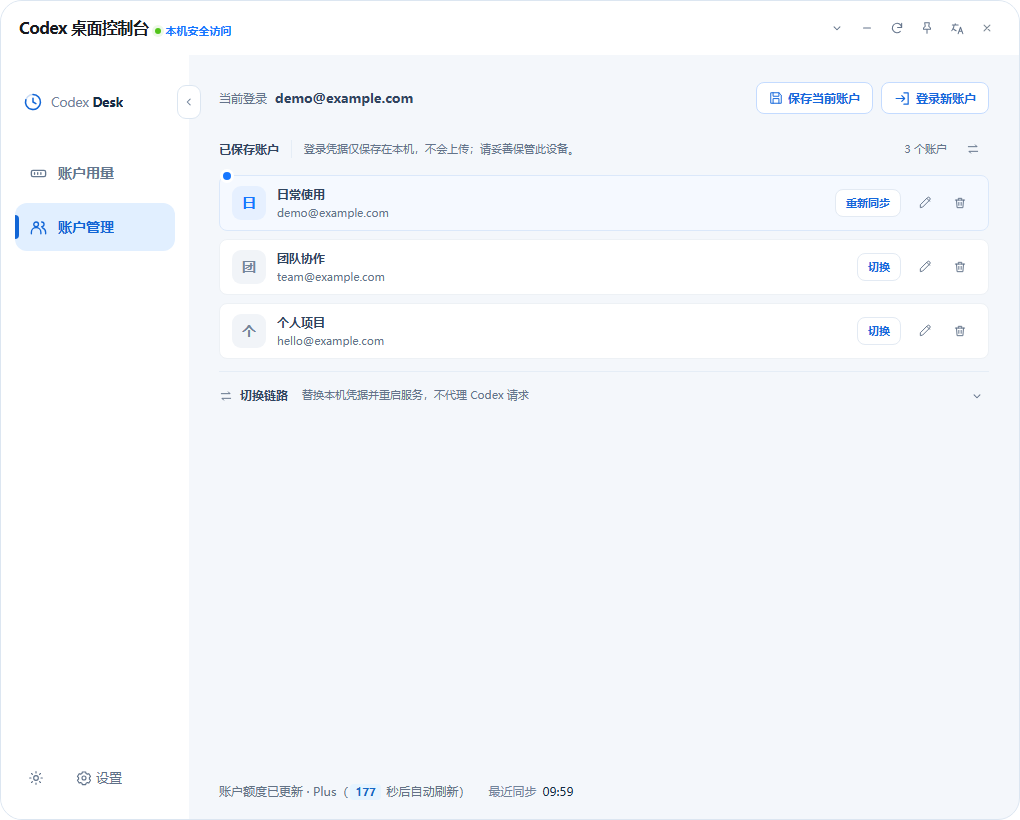 Codex 桌面控制台 本机安全访问
Codex Desk
账户用量
账户管理
设置
当前登录 demo@example.com
保存当前账户
登录新账户
已保存账户 登录凭据仅保存在本机，不会上传；请妥善保管此设备。 3 个账户
日 日常使用
demo@example.com
重新同步
团 团队协作
team@example.com
切换
个 个人项目
hello@example.com
切换
切换链路 替换本机凭据并重启服务，不代理 Codex 请求
账户额度已更新 · Plus（ 177 秒后自动刷新） 最近同步 09:59